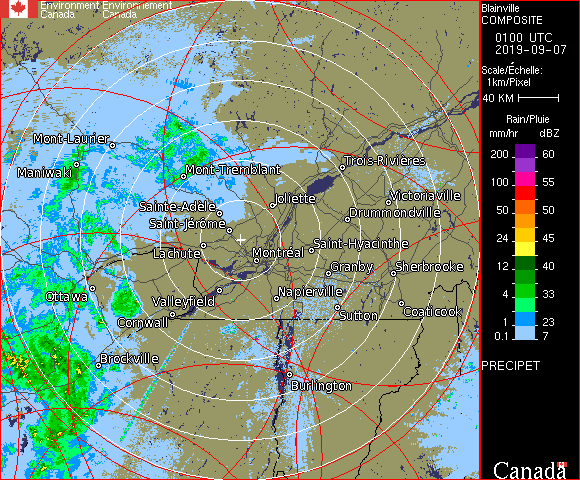 Environment Environnement
Canada Canada
Blainville
COMPOSITE
0100 UTC
2019-09-07
Scale/Échelle:
1km/Pixel
40 KM
Rain/Pluie
mm/hr dBZ
200 60
100 55
50 50
24 45
12 40
4 33
1 23
0.1 7
PRECIPET
Canada
Mont-Laurier
Maniwaki
Mont-Tremblant
Trois-Rivières
Sainte-Adèle
Joliette
Victoriaville
Saint-Jérôme
Drummondville
Lachute
Montréal
Saint-Hyacinthe
Granby
Sherbrooke
Ottawa
Valleyfield
Napierville
Cornwall
Sutton
Coaticook
Brockville
Burlington